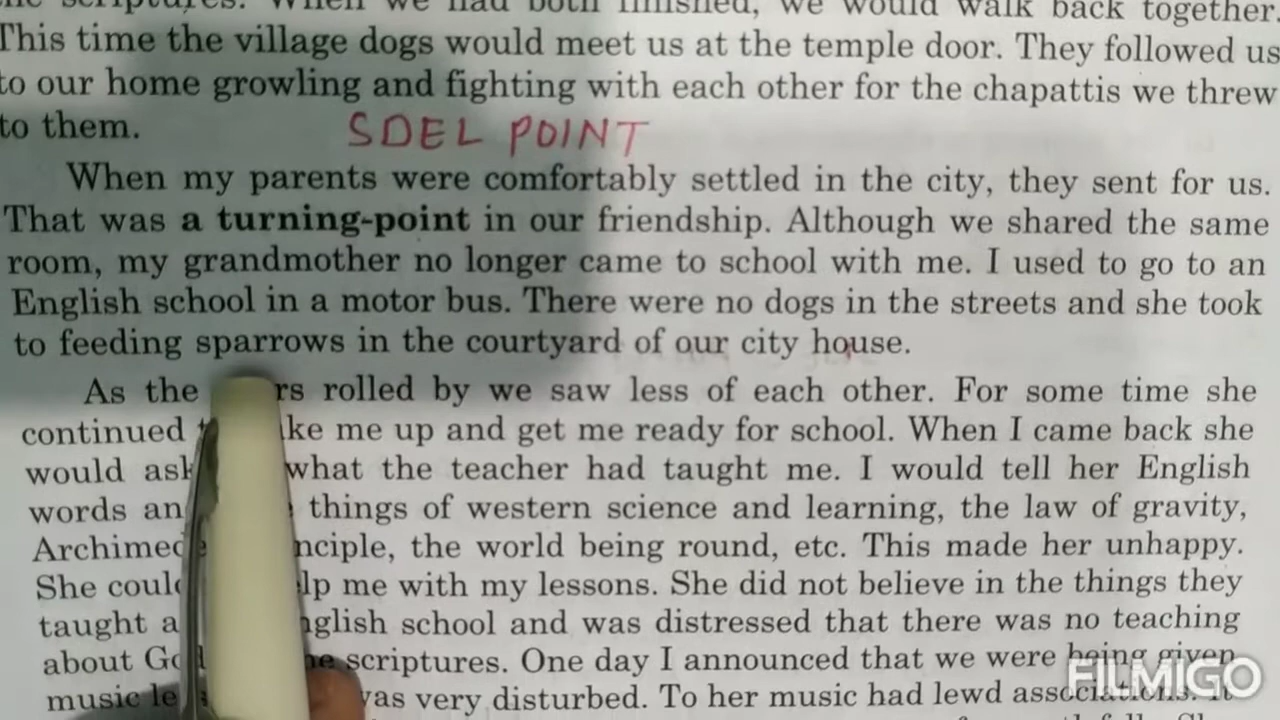 the scriptures. When we had both finished, we would walk back together.
This time the village dogs would meet us at the temple door. They followed us
to our home growling and fighting with each other for the chapattis we threw
to them.
SDEL POINT
When my parents were comfortably settled in the city, they sent for us.
That was a turning-point in our friendship. Although we shared the same
room, my grandmother no longer came to school with me. I used to go to an
English school in a motor bus. There were no dogs in the streets and she took
to feeding sparrows in the courtyard of our city house.
As the rs rolled by we saw less of each other. For some time she
continued ke me up and get me ready for school. When I came back she
would ask what the teacher had taught me. I would tell her English
words an things of western science and learning, the law of gravity,
Archimede nciple, the world being round, etc. This made her unhappy.
She coul lp me with my lessons. She did not believe in the things they
taught a nglish school and was distressed that there was no teaching
about God he scriptures. One day I announced that we were being given
music le was very disturbed. To her music had lewd associations. It
FILMIGO